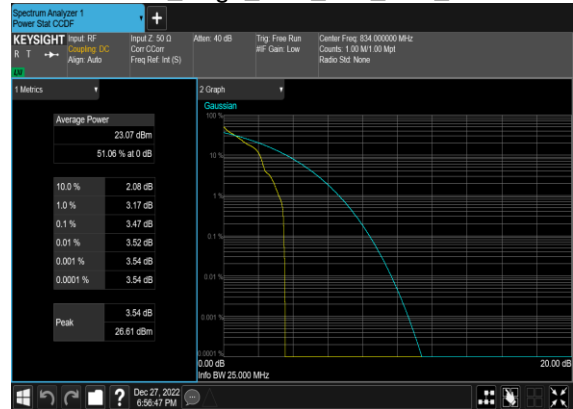 Spectrum Analyzer 1
Power Stat CCDF
+
KEYSIGHT
R T
LXI
Input: RF
Coupling: DC
Align: Auto
Input Z: 50 Ω
Corr CCorr
Freq Ref: Int (S)
Atten: 40 dB
Trig: Free Run
#IF Gain: Low
Center Freq: 834.000000 MHz
Counts: 1.00 M/1.00 Mpt
Radio Std: None
1 Metrics
Average Power
23.07 dBm
51.06 % at 0 dB
10.0 % 2.08 dB
1.0 % 3.17 dB
0.1 % 3.47 dB
0.01 % 3.52 dB
0.001 % 3.54 dB
0.0001 % 3.54 dB
Peak
3.54 dB
26.61 dBm
2 Graph
Gaussian
100 %
10 %
1 %
0.1 %
0.01 %
0.001 %
0.0001 %
0.00 dB 20.00 dB
Info BW 25.000 MHz
? Dec 27, 2022
6:56:47 PM